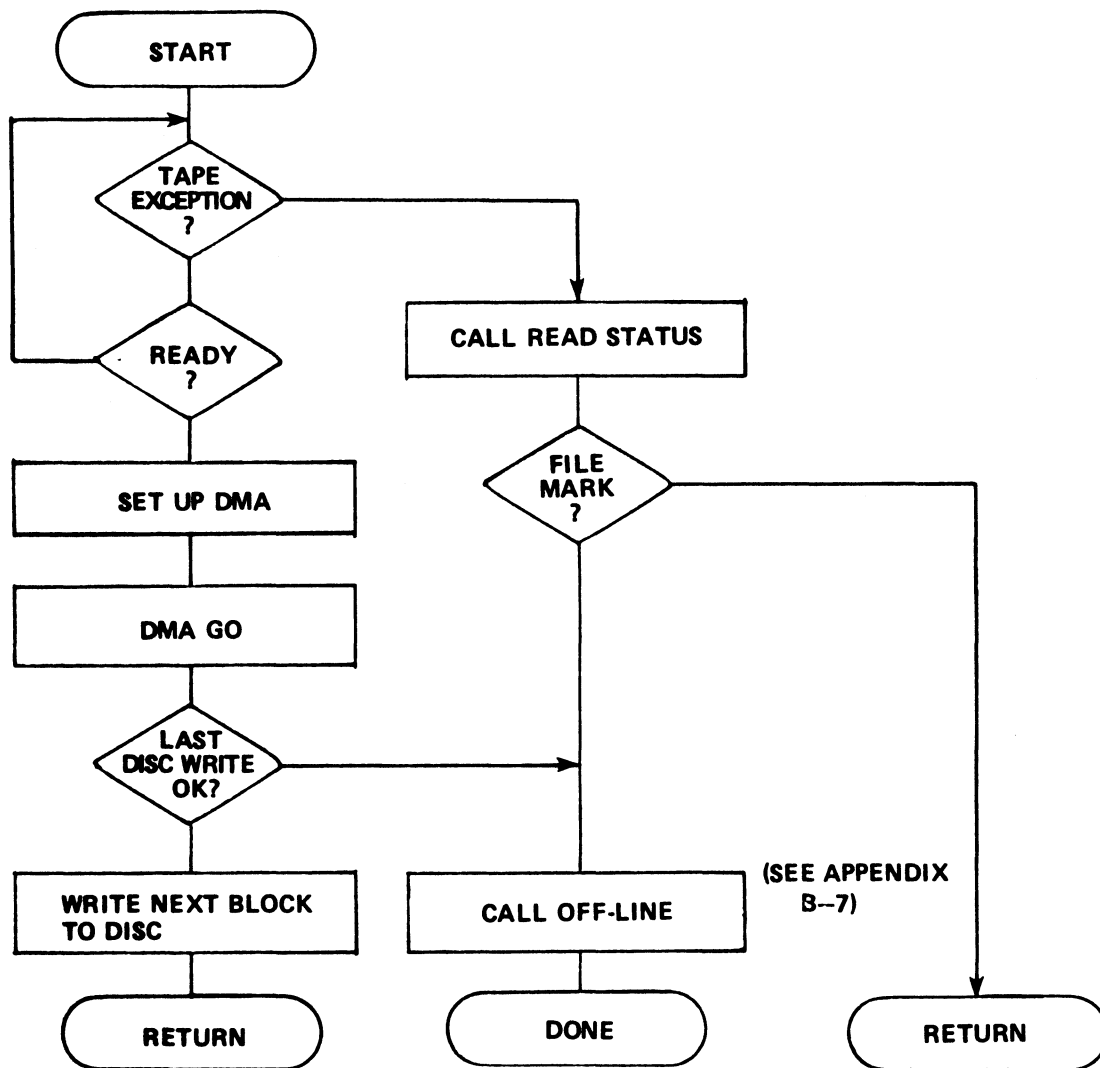 START
TAPE
EXCEPTION
?
READY
?
SET UP DMA
DMA GO
LAST
DISC WRITE
OK?
WRITE NEXT BLOCK
TO DISC
RETURN
CALL READ STATUS
FILE
MARK
?
CALL OFF-LINE
DONE
(SEE APPENDIX
B--7)
RETURN